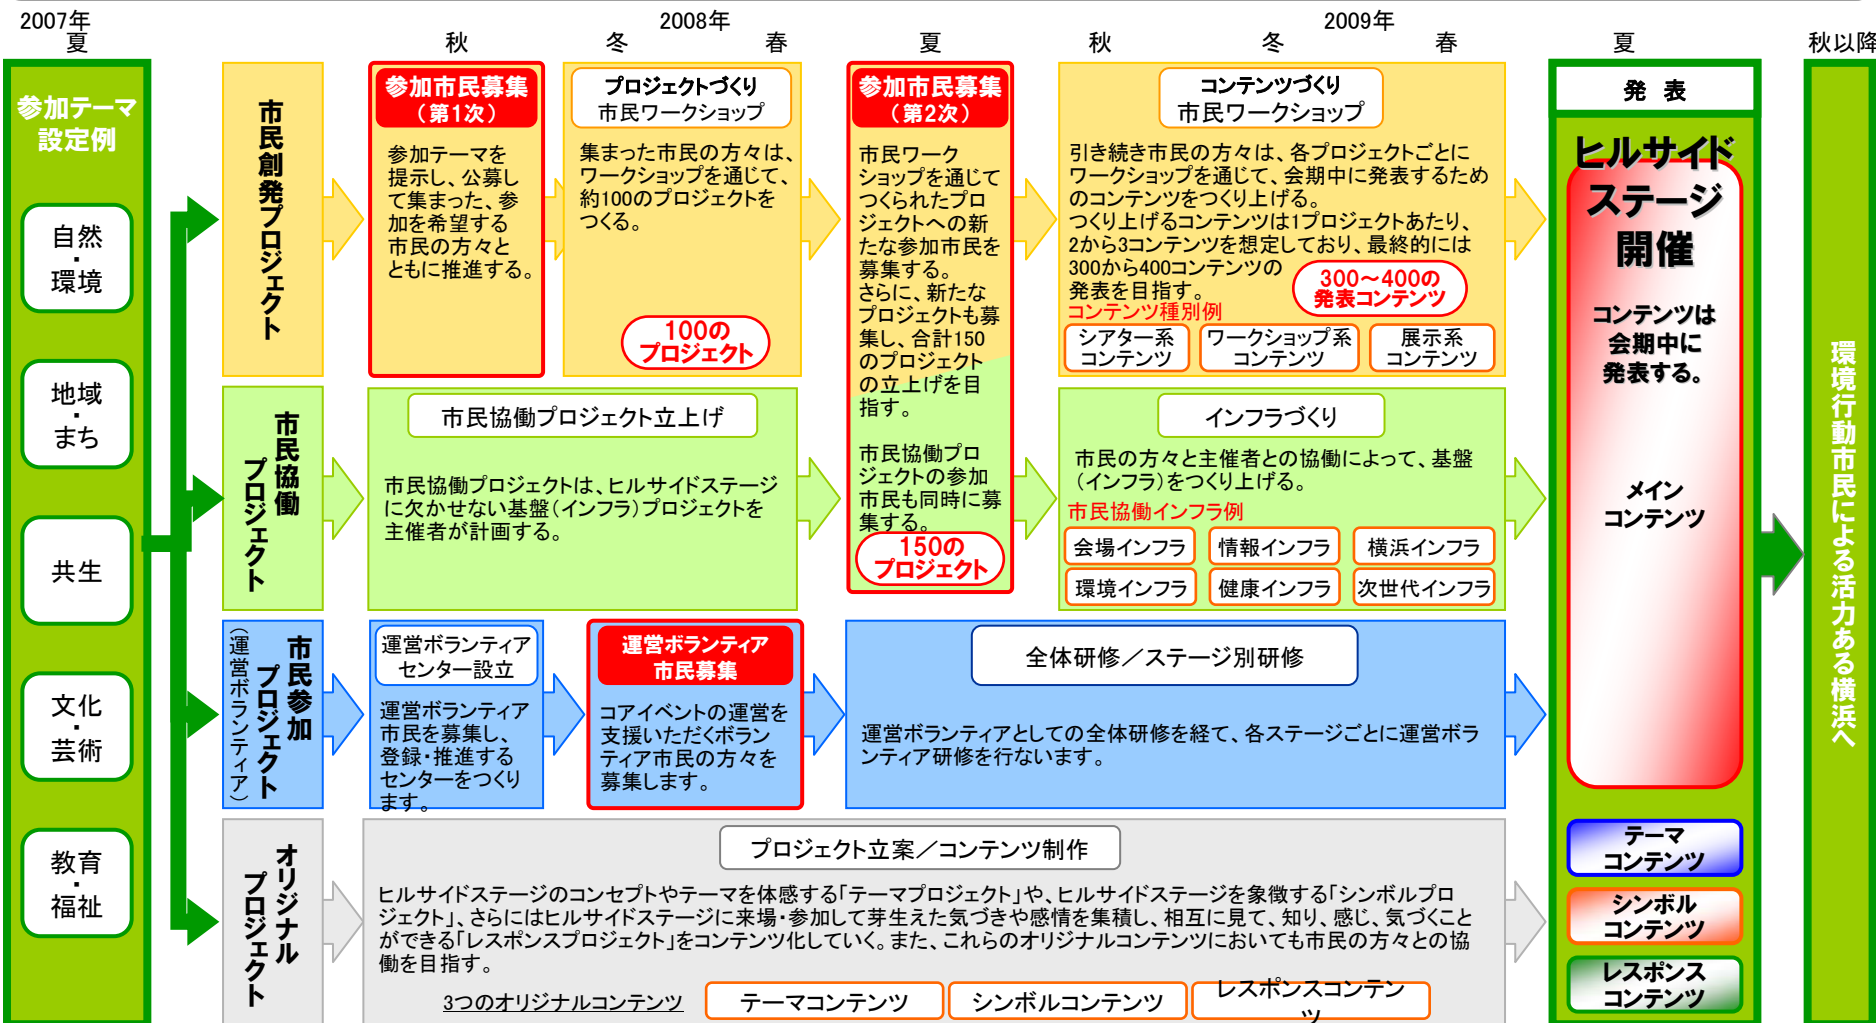 2007年
2008年
2009年
夏
秋
冬
春
夏
秋
冬
春
夏
秋以降
参加テーマ
設定例
自然
・
環境
地域
・
まち
共生
文化
・
芸術
教育
・
福祉
市民創発プロジェクト
参加市民募集
（第1次）
参加テーマを
提示し、公募し
て集まった、参
加を希望する
市民の方々と
ともに推進する。
プロジェクトづくり
市民ワークショップ
集まった市民の方々は、
ワークショップを通じて、
約100のプロジェクトを
つくる。
100の
プロジェクト
参加市民募集
（第2次）
市民ワーク
ショップを通じて
つくられたプロ
ジェクトへの新
たな参加市民を
募集する。
さらに、新たな
プロジェクトも募
集し、合計150
のプロジェクト
の立上げを目
指す。
市民協働プロ
ジェクトの参加
市民も同時に募
集する。
150の
プロジェクト
コンテンツづくり
市民ワークショップ
引き続き市民の方々は、各プロジェクトごとに
ワークショップを通じて、会期中に発表するため
のコンテンツをつくり上げる。
つくり上げるコンテンツは1プロジェクトあたり、
2から3コンテンツを想定しており、最終的には
300から400コンテンツの
発表を目指す。
300～400の
発表コンテンツ
コンテンツ種別例
シアター系
コンテンツ
ワークショップ系
コンテンツ
展示系
コンテンツ
市民協働
プロジェクト
市民協働プロジェクト立上げ
市民協働プロジェクトは、ヒルサイドステージ
に欠かせない基盤（インフラ）プロジェクトを
主催者が計画する。
インフラづくり
市民の方々と主催者との協働によって、基盤
（インフラ）をつくり上げる。
市民協働インフラ例
会場インフラ
情報インフラ
横浜インフラ
環境インフラ
健康インフラ
次世代インフラ
市民参加
プロジェクト
（運営ボランティア）
運営ボランティア
センター設立
運営ボランティア
市民を募集し、
登録・推進する
センターをつくり
ます。
運営ボランティア
市民募集
コアイベントの運営を
支援いただくボラン
ティア市民の方々を
募集します。
全体研修／ステージ別研修
運営ボランティアとしての全体研修を経て、各ステージごとに運営ボラ
ンティア研修を行ないます。
オリジナル
プロジェクト
プロジェクト立案／コンテンツ制作
ヒルサイドステージのコンセプトやテーマを体感する「テーマプロジェクト」や、ヒルサイドステージを象徴する「シンボルプロ
ジェクト」、さらにはヒルサイドステージに来場・参加して芽生えた気づきや感情を集積し、相互に見て、知り、感じ、気づくこと
ができる「レスポンスプロジェクト」をコンテンツ化していく。また、これらのオリジナルコンテンツにおいても市民の方々との協
働を目指す。
3つのオリジナルコンテンツ
テーマコンテンツ
シンボルコンテンツ
レスポンスコンテン
ツ
発 表
ヒルサイド
ステージ
開催
コンテンツは
会期中に
発表する。
メイン
コンテンツ
テーマ
コンテンツ
シンボル
コンテンツ
レスポンス
コンテンツ
環境行動市民による活力ある横浜へ